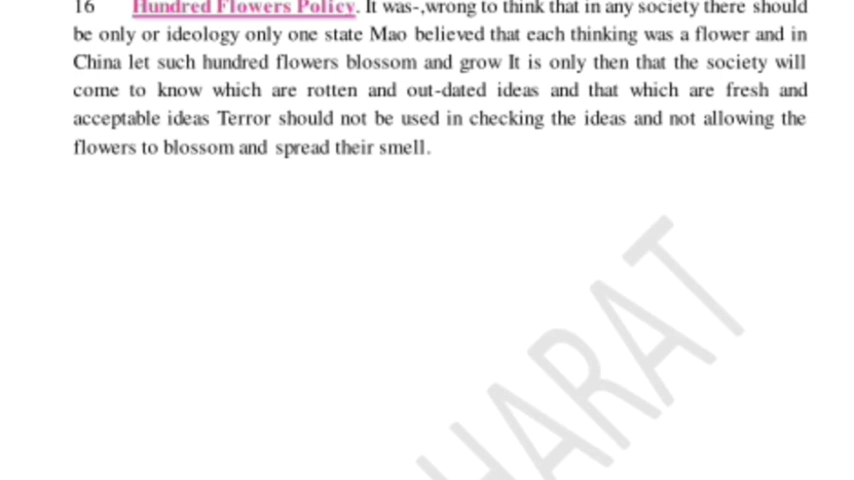 16 Hundred Flowers Policy. It was-,wrong to think that in any society there should
be only or ideology only one state Mao believed that each thinking was a flower and in
China let such hundred flowers blossom and grow It is only then that the society will
come to know which are rotten and out-dated ideas and that which are fresh and
acceptable ideas Terror should not be used in checking the ideas and not allowing the
flowers to blossom and spread their smell.
HARAT